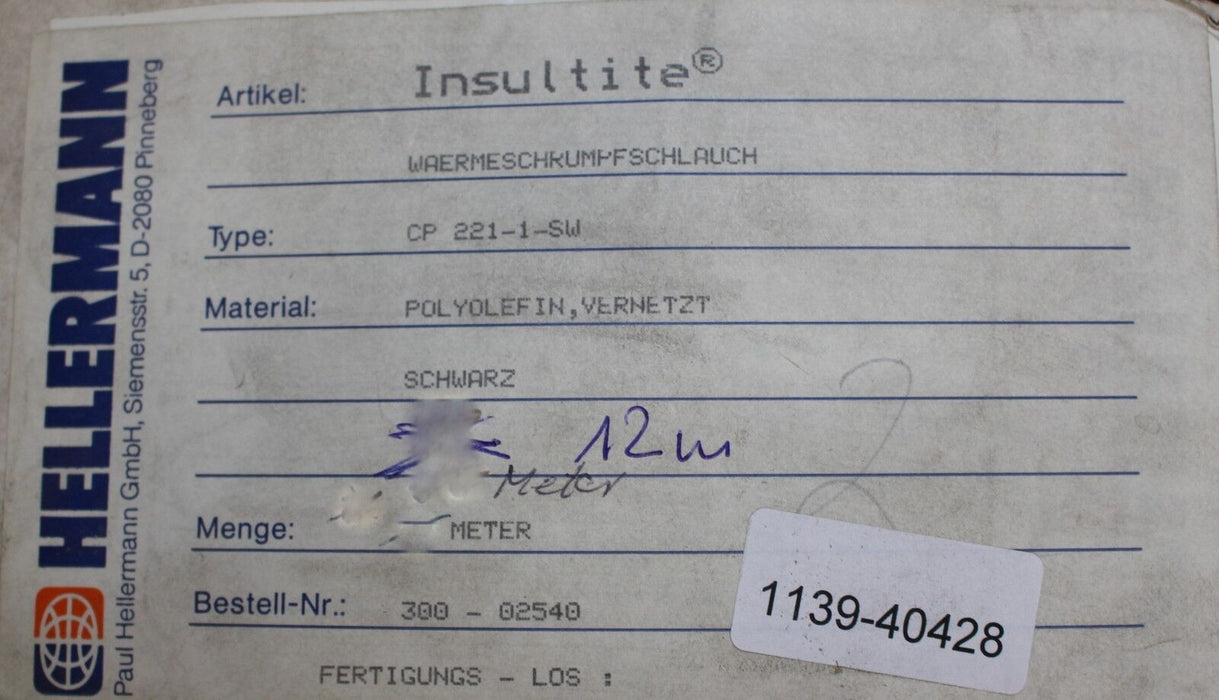 HELLERMANN
Paul Hellermann GmbH, Siemensstr. 5, D-2080 Pinneberg
Artikel: Insultite®
WAERMESCHRUMPFSCHLAUCH
Type: CP 221-1-SW
Material: POLYOLEFIN,VERNETZT
SCHWARZ
12m
Meter
Menge: METER
Bestell-Nr.: 300 - 02540
1139-40428
FERTIGUNGS - LOS :